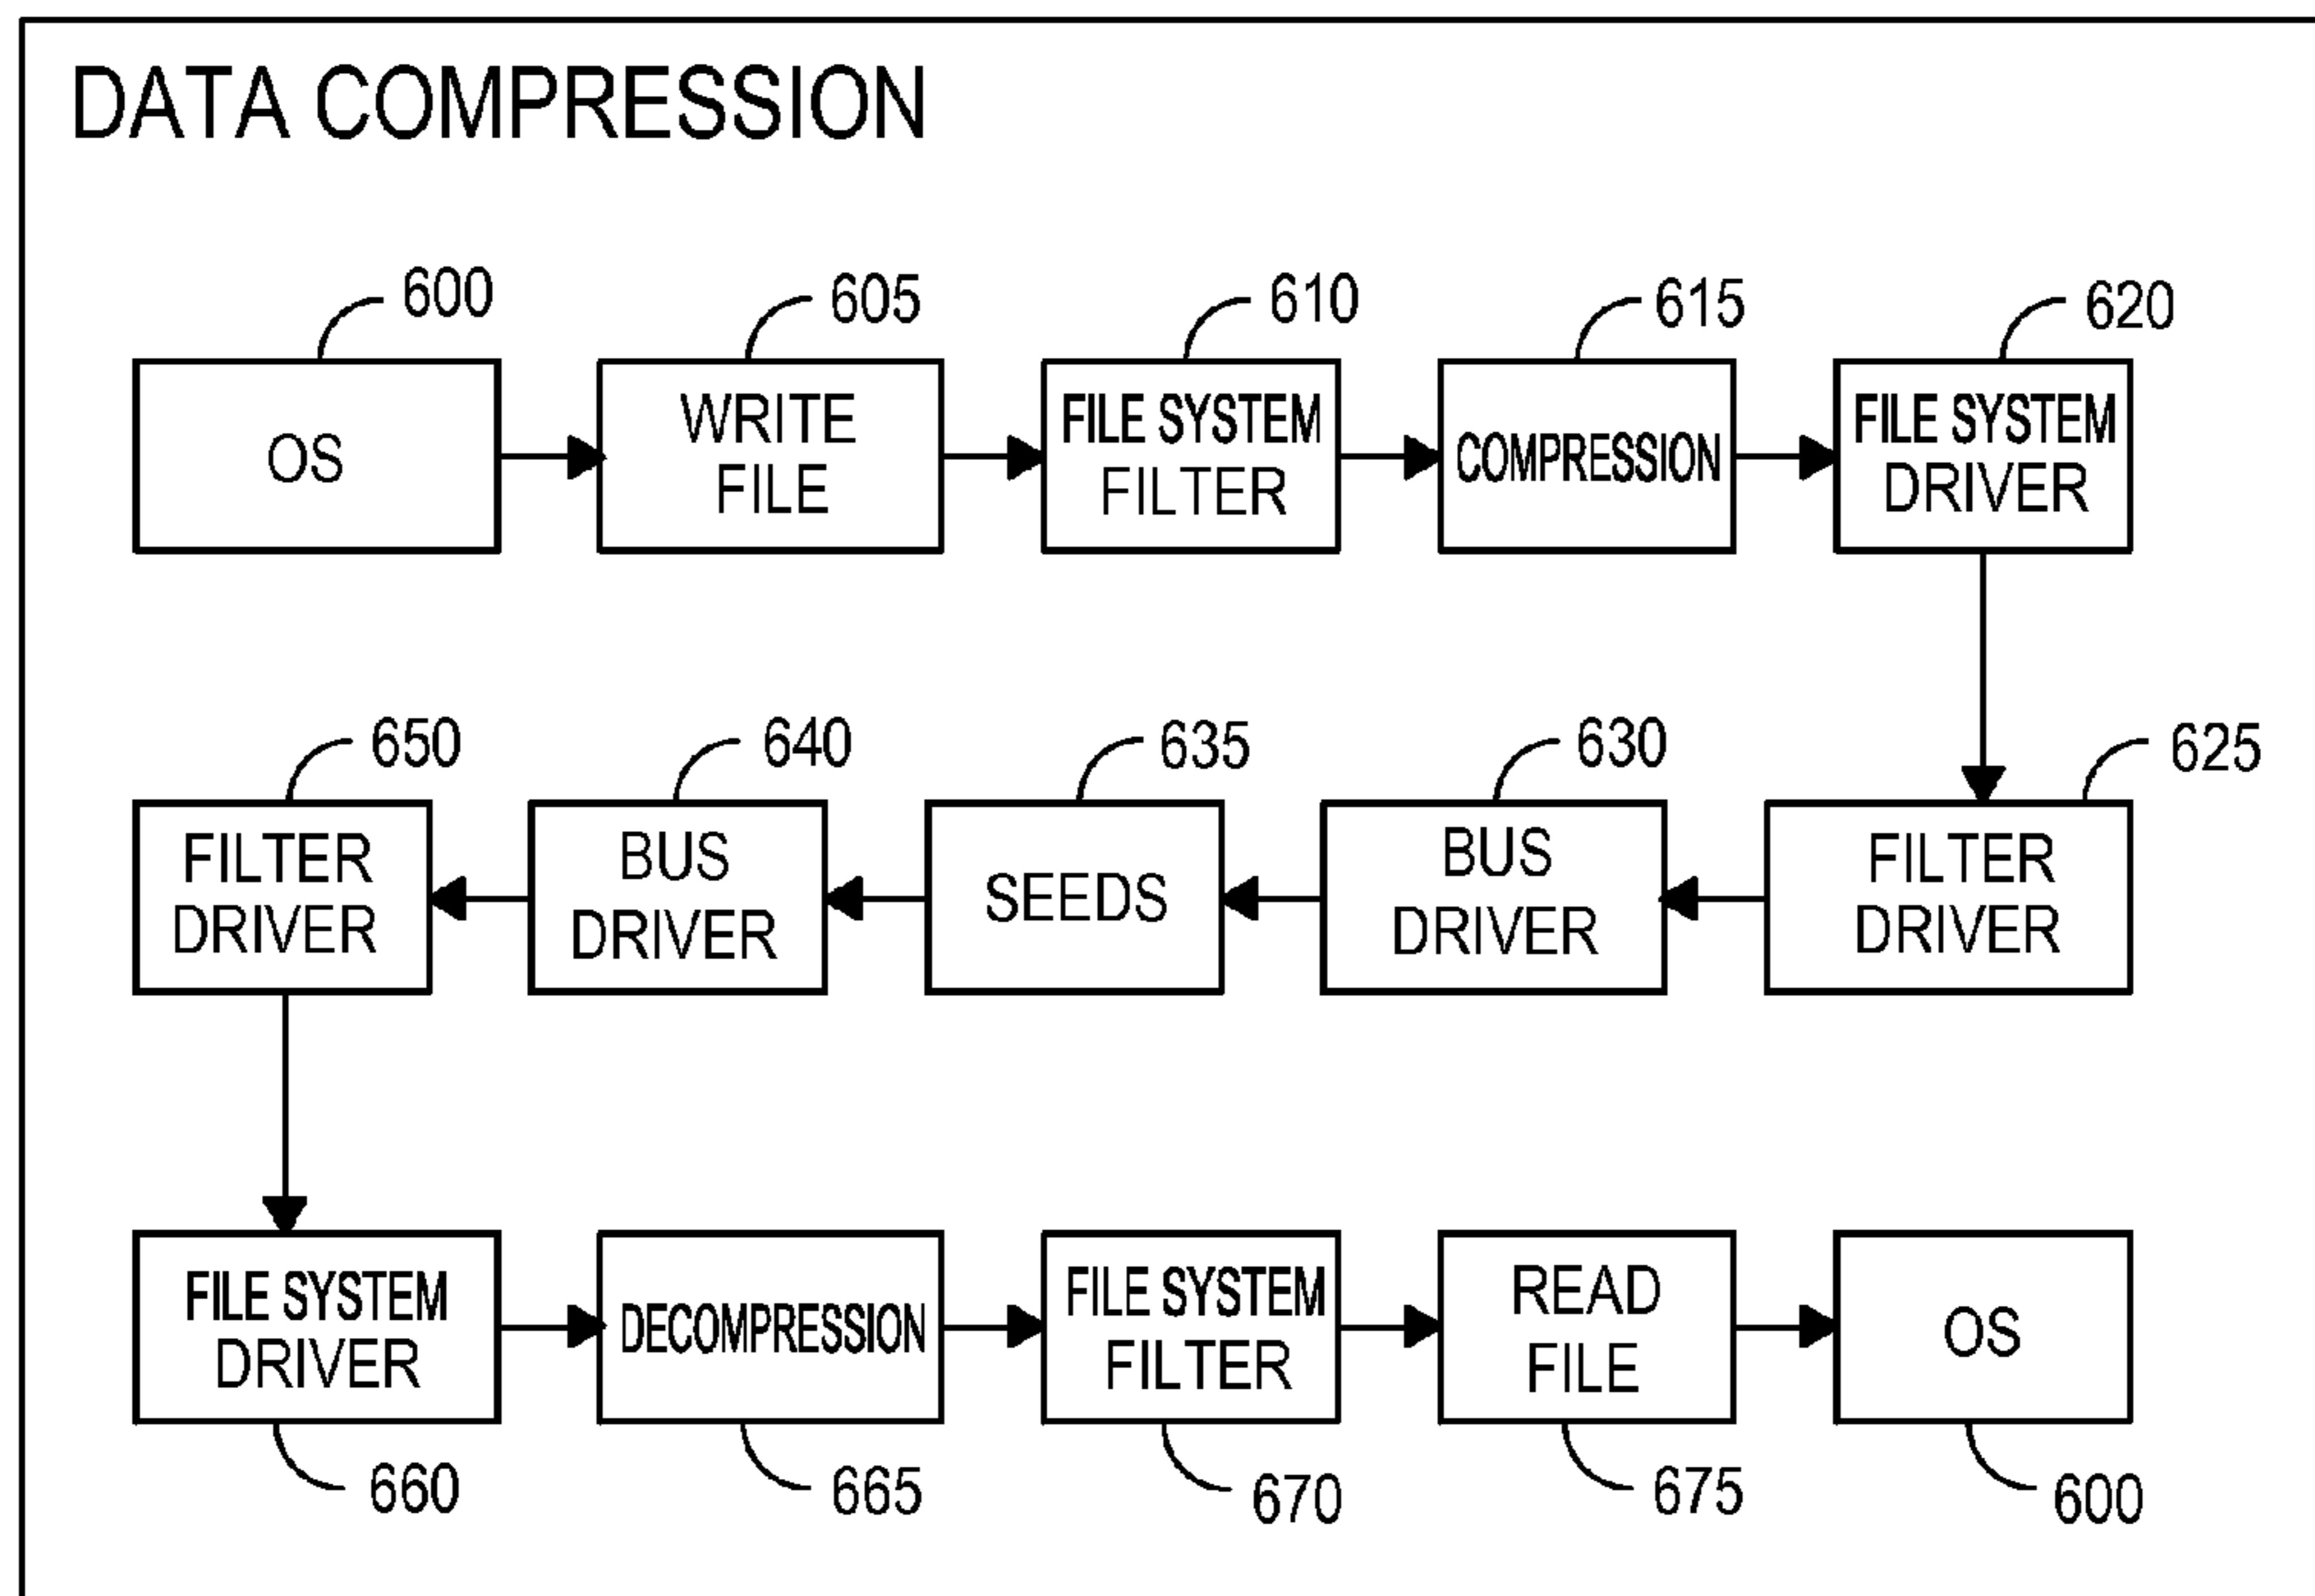 DATA COMPRESSION
600
605
610
615
620
OS
WRITE
FILE
FILE SYSTEM
FILTER
COMPRESSION
FILE SYSTEM
DRIVER
650
640
635
630
625
FILTER
DRIVER
BUS
DRIVER
SEEDS
BUS
DRIVER
FILTER
DRIVER
FILE SYSTEM
DRIVER
DECOMPRESSION
FILE SYSTEM
FILTER
READ
FILE
OS
660
665
670
675
600